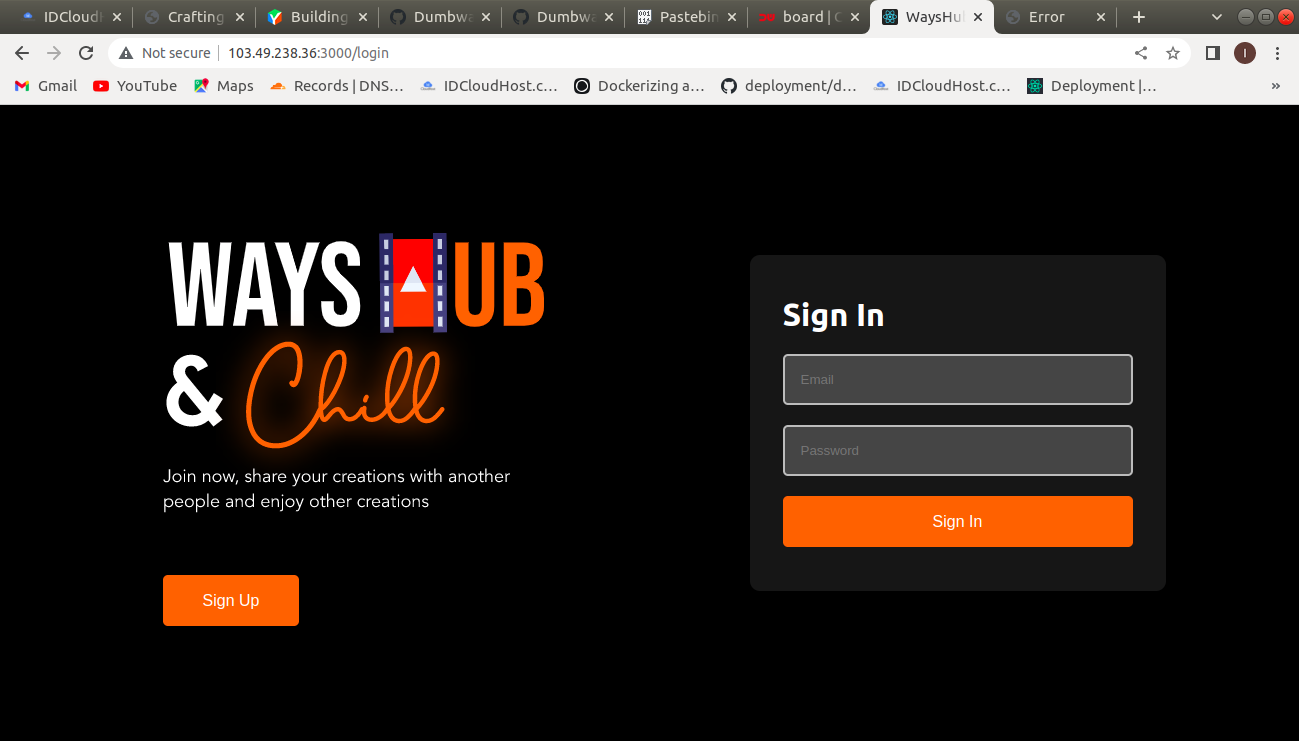 IDCloudH
Crafting
Building
Dumbwa
Dumbwa
Pastebin
board | C
WaysHub
Error
Not secure
103.49.238.36:3000/login
I
Gmail
YouTube
Maps
Records | DNS...
IDCloudHost.c...
Dockerizing a...
deployment/d...
IDCloudHost.c...
Deployment |...
»
WAYS HUB
& Chill
Join now, share your creations with another
people and enjoy other creations
Sign Up
Sign In
Email
Password
Sign In